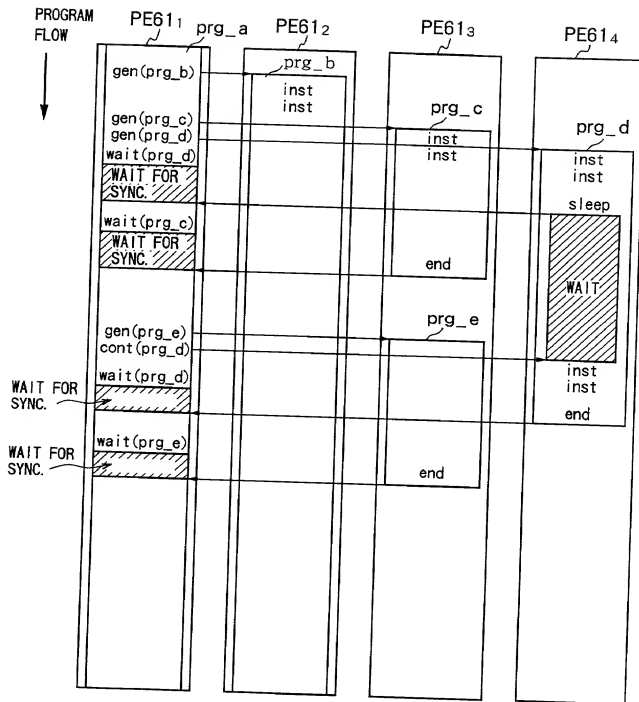 PROGRAM
FLOW
PE61₁
prg_a
PE61₂
PE61₃
PE61₄
gen(prg_b)
prg_b
inst
inst
gen(prg_c)
gen(prg_d)
prg_c
inst
inst
prg_d
inst
inst
wait(prg_d)
WAIT FOR
SYNC.
sleep
wait(prg_c)
WAIT FOR
SYNC.
end
WAIT
gen(prg_e)
cont(prg_d)
prg_e
wait(prg_d)
inst
inst
WAIT FOR
SYNC.
end
wait(prg_e)
WAIT FOR
SYNC.
end